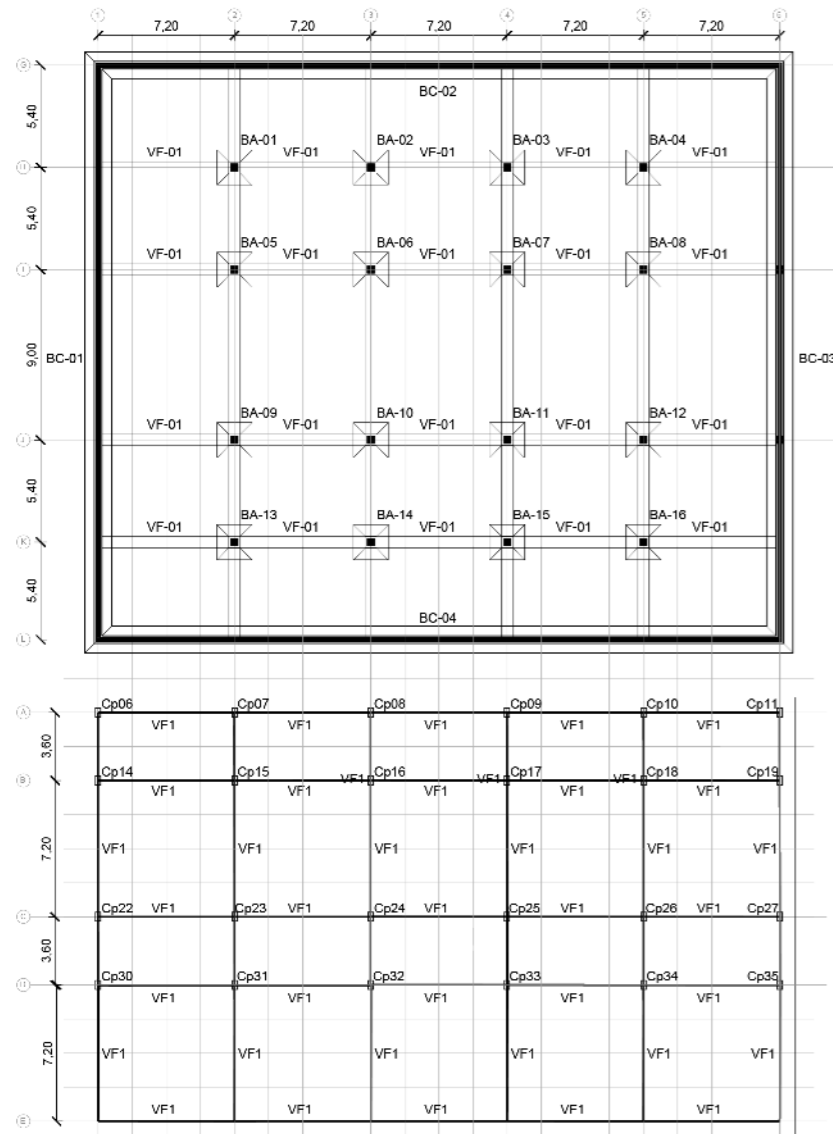 1 2 3 4 5 6
7,20 7,20 7,20 7,20 7,20
G
BC-02
5,40
BA-01 BA-02 BA-03 BA-04
VF-01 VF-01 VF-01 VF-01 VF-01
H
5,40
BA-05 BA-06 BA-07 BA-08
VF-01 VF-01 VF-01 VF-01 VF-01
I
9,00 BC-01 BC-03
BA-09 BA-10 BA-11 BA-12
VF-01 VF-01 VF-01 VF-01 VF-01
J
5,40
BA-13 BA-14 BA-15 BA-16
VF-01 VF-01 VF-01 VF-01 VF-01
K
5,40
BC-04
L
Cp06 Cp07 Cp08 Cp09 Cp10 Cp11
A
VF1 VF1 VF1 VF1 VF1
3,60
Cp14 Cp15 VF1 Cp16 VF1 Cp17 VF1 Cp18 Cp19
B
VF1 VF1 VF1 VF1 VF1
7,20 VF1 VF1 VF1 VF1 VF1 VF1
Cp22 VF1 Cp23 VF1 Cp24 VF1 Cp25 VF1 Cp26 VF1 Cp27
3,60
Cp30 Cp31 Cp32 Cp33 Cp34 Cp35
VF1 VF1 VF1 VF1 VF1
7,20 VF1 VF1 VF1 VF1 VF1 VF1
VF1 VF1 VF1 VF1 VF1
E